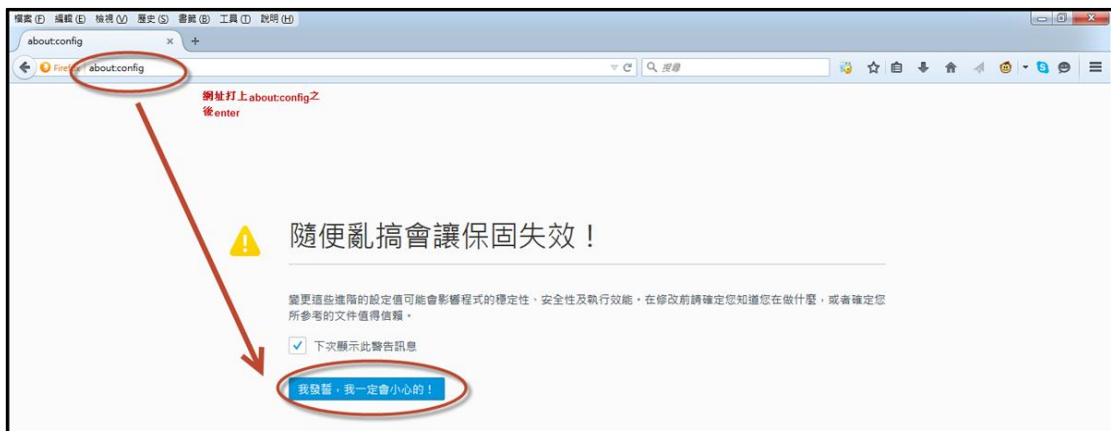 檔案(F) 編輯(E) 檢視(V) 歷史(S) 書籤(B) 工具(T) 說明(H)
about:config × +
Firefox about:config 搜尋
網址打上about:config之
後enter
隨便亂搞會讓保固失效!
變更這些進階的設定值可能會影響程式的穩定性、安全性及執行效能。在修改前請確定您知道您在做什麼,或者確定您
所參考的文件值得信賴。
下次顯示此警告訊息
我發誓,我一定會小心的!